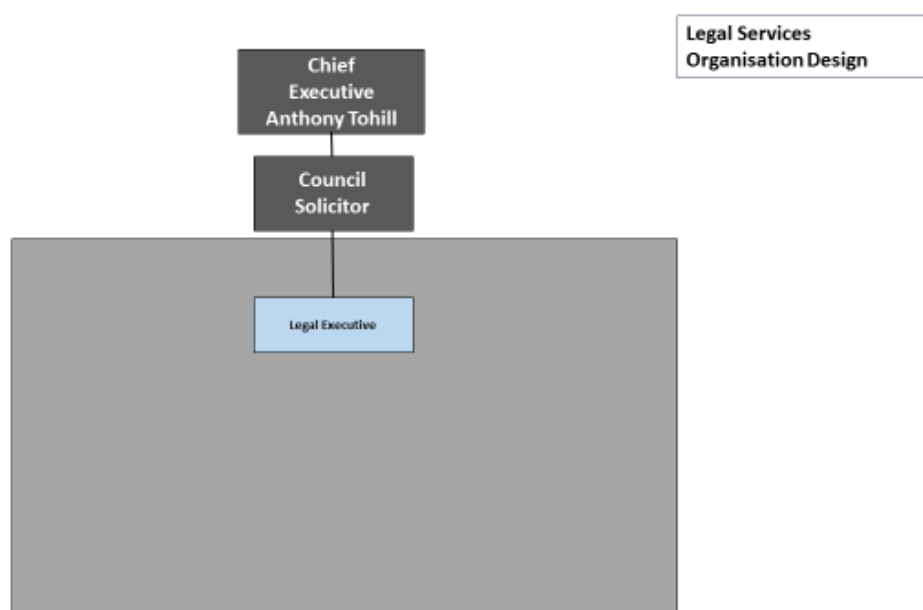 Legal Services
Organisation Design
Chief
Executive
Anthony Tohill
Council
Solicitor
Legal Executive